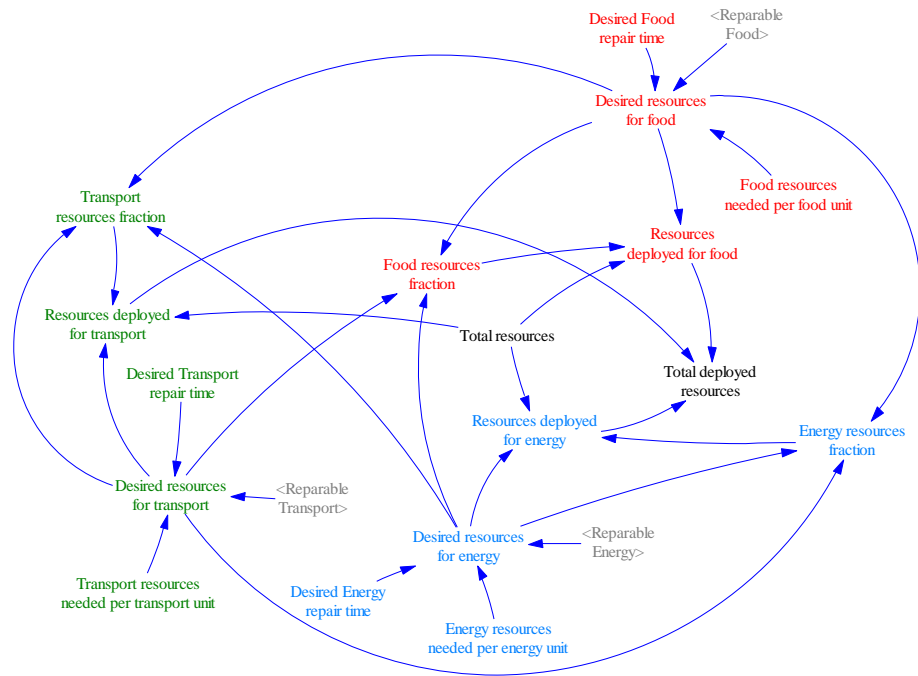 Desired Food
repair time
<Reparable
Food>
Desired resources
for food
Food resources
needed per food unit
Transport
resources fraction
Resources
deployed for food
Food resources
fraction
Resources deployed
for transport
Total resources
Desired Transport
repair time
Total deployed
resources
Resources deployed
for energy
Energy resources
fraction
Desired resources
for transport
<Reparable
Transport>
Desired resources
for energy
<Reparable
Energy>
Transport resources
needed per transport unit
Desired Energy
repair time
Energy resources
needed per energy unit